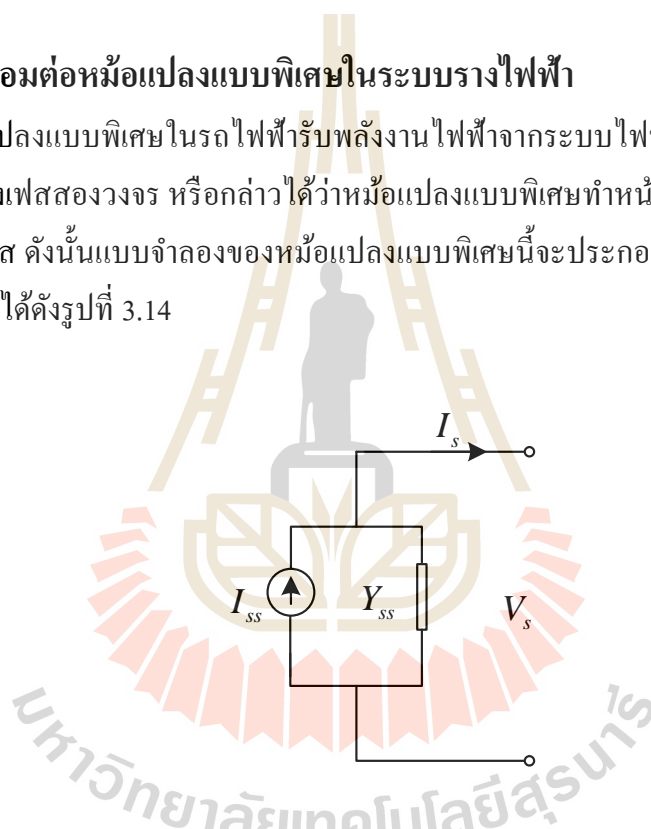 อมต่อหม้อแปลงแบบพิเศษในระบบรางไฟฟ้า
ปลงแบบพิเศษในรถไฟฟ้ารับพลังงานไฟฟ้าจากระบบไฟ
เฟสสองวงจร หรือกล่าวได้ว่าหม้อแปลงแบบพิเศษทำหน้
ส ดังนั้นแบบจำลองของหม้อแปลงแบบพิเศษนี้จะประกอ
ได้ดังรูปที่ 3.14
I_s
I_ss Y_ss V_s
มหาวิทยาลัยเทคโนโลยีสุรนารี